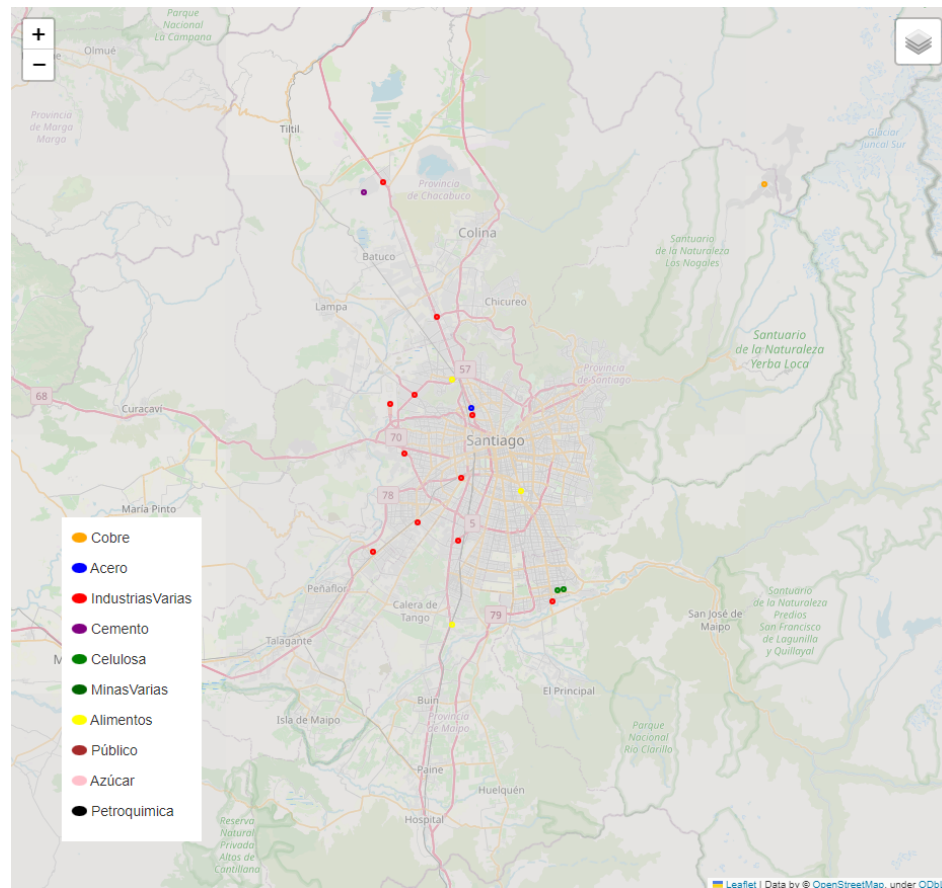 Parque
Nacional
La Campana
+
−
Olmué
Provincia
de Marga
Marga
Tiltil
Glaciar
Juncal Sur
Provincia
de Chacabuco
Colina
Batuco
Santuario
de la Naturaleza
Los Nogales
Lampa
Chicureo
Santuario
de la Naturaleza
Yerba Loca
57
Provincia
de Santiago
68
Curacaví
70
Santiago
78
María Pinto
5
Cobre
Acero
IndustriasVarias
Cemento
Celulosa
MinasVarias
Alimentos
Público
Azúcar
Petroquimica
Peñaflor
Calera de
Tango
79
San José de
Maipo
Santuario
de la Naturaleza
Predios
San Francisco
de Lagunilla
y Quillayal
Talagante
M
Buin
El Principal
Isla de Maipo
Provincia
de Maipo
Parque
Nacional
Río Clarillo
Paine
Huelquén
Hospital
Reserva
Natural
Privada
Altos de
Cantillana
Leaflet | Data by © OpenStreetMap, under ODbL